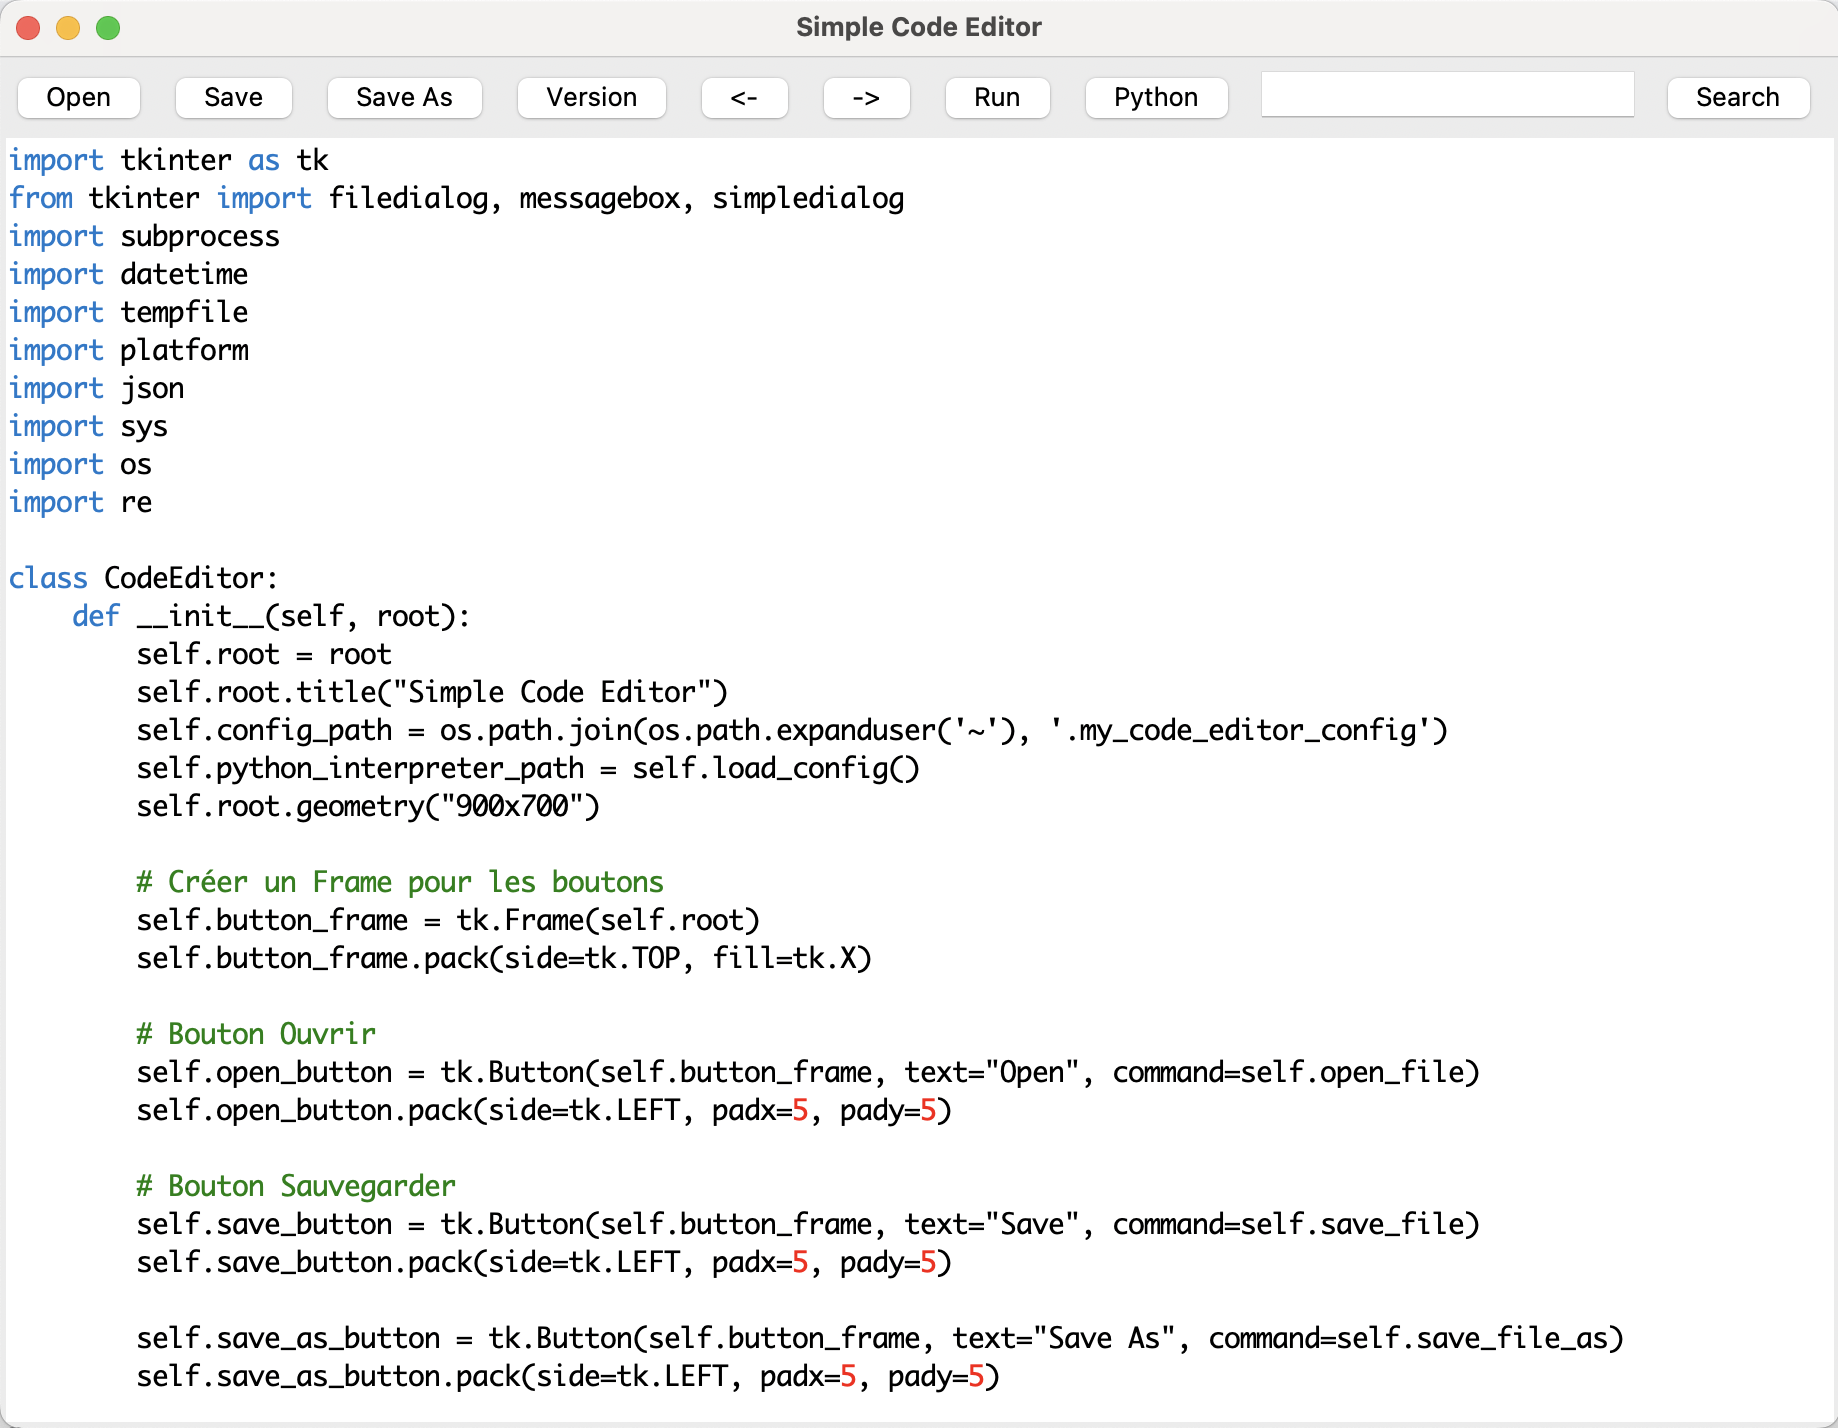 Simple Code Editor
Open Save Save As Version <- -> Run Python Search
import tkinter as tk
from tkinter import filedialog, messagebox, simpledialog
import subprocess
import datetime
import tempfile
import platform
import json
import sys
import os
import re

class CodeEditor:
    def __init__(self, root):
        self.root = root
        self.root.title("Simple Code Editor")
        self.config_path = os.path.join(os.path.expanduser('~'), '.my_code_editor_config')
        self.python_interpreter_path = self.load_config()
        self.root.geometry("900x700")

        # Créer un Frame pour les boutons
        self.button_frame = tk.Frame(self.root)
        self.button_frame.pack(side=tk.TOP, fill=tk.X)

        # Bouton Ouvrir
        self.open_button = tk.Button(self.button_frame, text="Open", command=self.open_file)
        self.open_button.pack(side=tk.LEFT, padx=5, pady=5)

        # Bouton Sauvegarder
        self.save_button = tk.Button(self.button_frame, text="Save", command=self.save_file)
        self.save_button.pack(side=tk.LEFT, padx=5, pady=5)

        self.save_as_button = tk.Button(self.button_frame, text="Save As", command=self.save_file_as)
        self.save_as_button.pack(side=tk.LEFT, padx=5, pady=5)